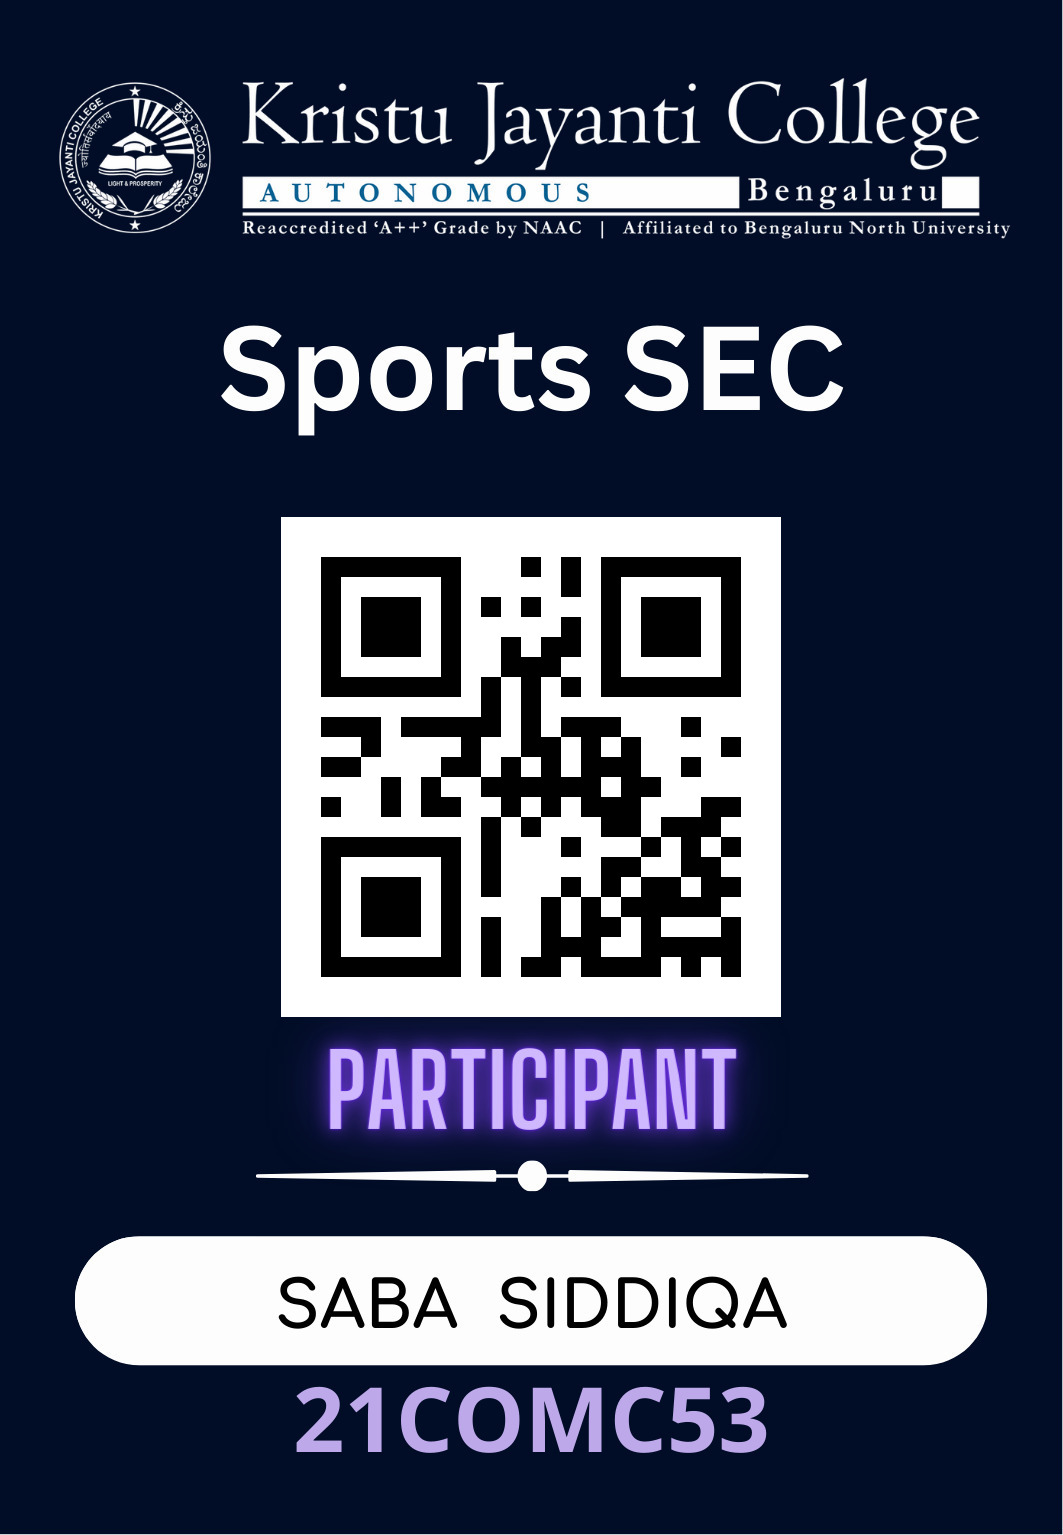 Kristu Jayanti College
AUTONOMOUS Bengaluru
Reaccredited ‘A++’ Grade by NAAC | Affiliated to Bengaluru North University
KRISTU JAYANTI COLLEGE
LIGHT & PROSPERITY
Sports SEC
PARTICIPANT
SABA SIDDIQA
21COMC53